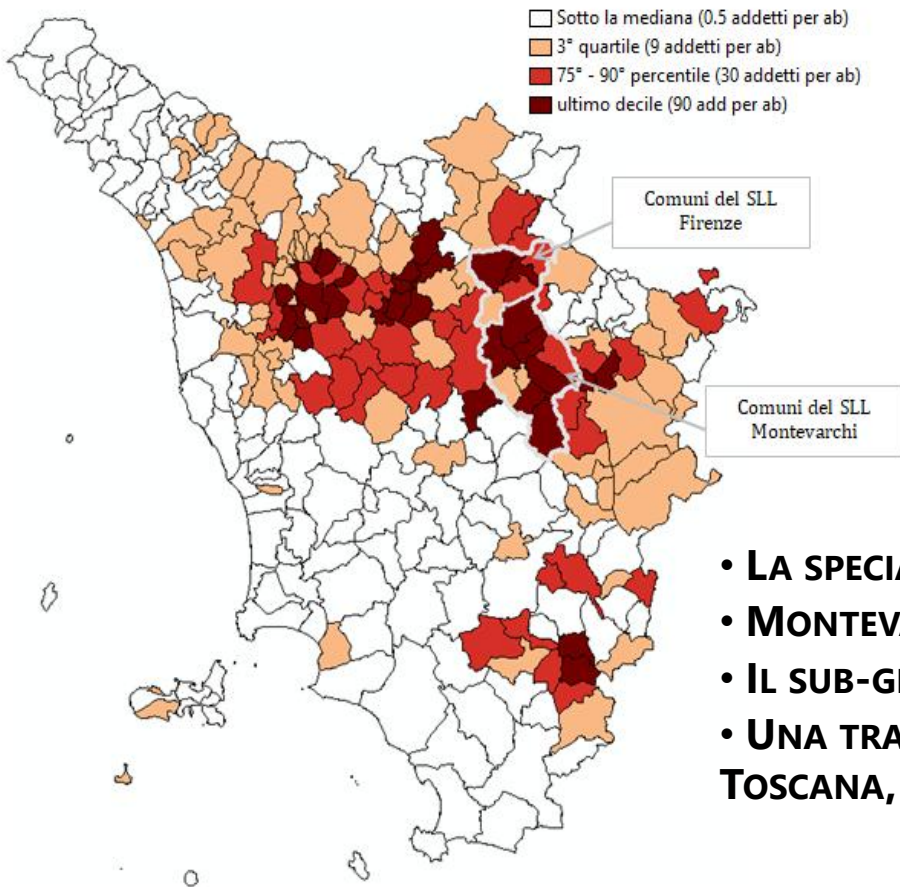 Sotto la mediana (0.5 addetti per ab)
3° quartile (9 addetti per ab)
75° - 90° percentile (30 addetti per ab)
ultimo decile (90 add per ab)
Comuni del SLL
Firenze
Comuni del SLL
Montevarchi
• LA SPECIA
• MONTEVA
• IL SUB-GI
• UNA TRA
TOSCANA,